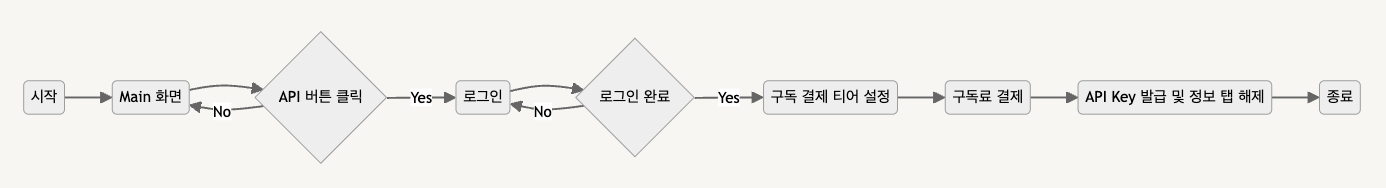 시작
Main 화면
API 버튼 클릭
No
Yes
로그인
로그인 완료
No
Yes
구독 결제 티어 설정
구독료 결제
API Key 발급 및 정보 탭 해제
종료